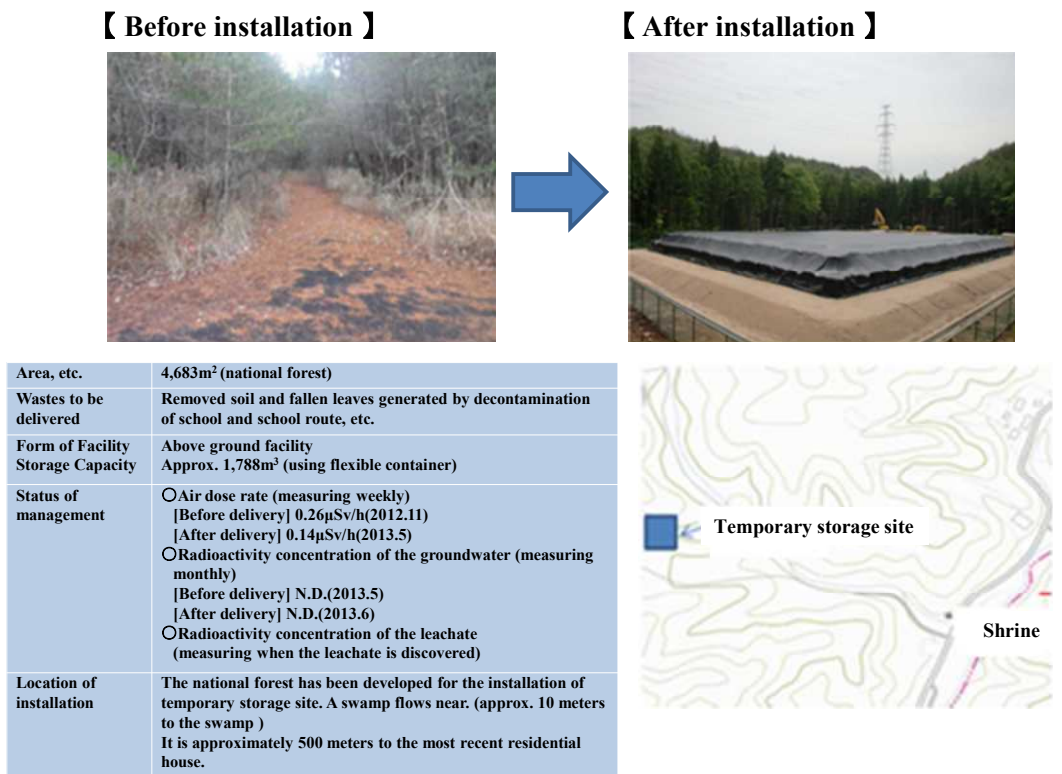 【 Before installation 】
【 After installation 】
Area, etc.
4,683m² (national forest)
Wastes to be
delivered
Removed soil and fallen leaves generated by decontamination
of school and school route, etc.
Form of Facility
Storage Capacity
Above ground facility
Approx. 1,788m³ (using flexible container)
Status of
management
○Air dose rate (measuring weekly)
[Before delivery] 0.26μSv/h(2012.11)
[After delivery] 0.14μSv/h(2013.5)
○Radioactivity concentration of the groundwater (measuring
monthly)
[Before delivery] N.D.(2013.5)
[After delivery] N.D.(2013.6)
○Radioactivity concentration of the leachate
(measuring when the leachate is discovered)
Location of
installation
The national forest has been developed for the installation of
temporary storage site. A swamp flows near. (approx. 10 meters
to the swamp )
It is approximately 500 meters to the most recent residential
house.
Temporary storage site
Shrine